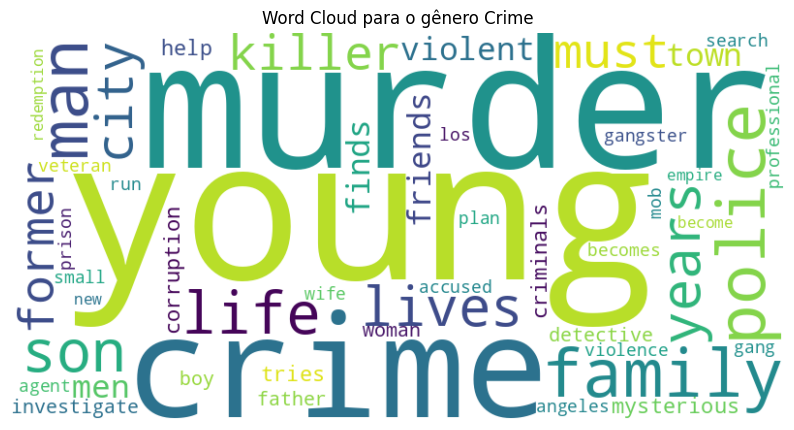 Word Cloud para o gênero Crime
help
killer
violent
must
town
search
redemption
man
city
murder
finds
friends
los
gangster
professional
veteran
run
former
young
police
empire
mob
become
years
plan
prison
corruption
criminals
becomes
small
new
life
wife
lives
accused
woman
crime
detective
son
violence
gang
family
agent
men
boy
tries
father
investigate
angeles
mysterious